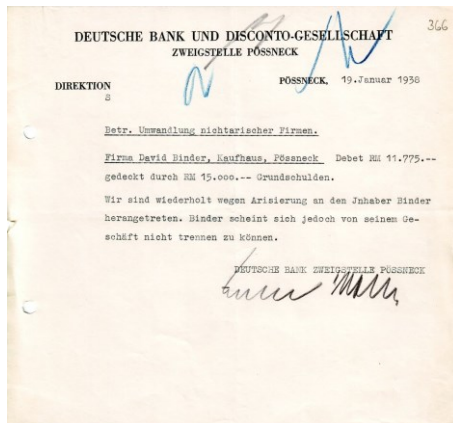 366
DEUTSCHE BANK UND DISCONTO-GESELLSCHAFT
ZWEIGSTELLE PÖSSNECK
DIREKTION
S
PÖSSNECK, 19.Januar 1938
Betr. Umwandlung nichtarischer Firmen.
Firma David Binder, Kaufhaus, Pössneck Debet RM 11.775.--
gedeckt durch RM 15.000.-- Grundschulden.
Wir sind wiederholt wegen Arisierung an den Jnhaber Binder
herangetreten. Binder scheint sich jedoch von seinem Ge-
schäft nicht trennen zu können.
DEUTSCHE BANK ZWEIGSTELLE PÖSSNECK